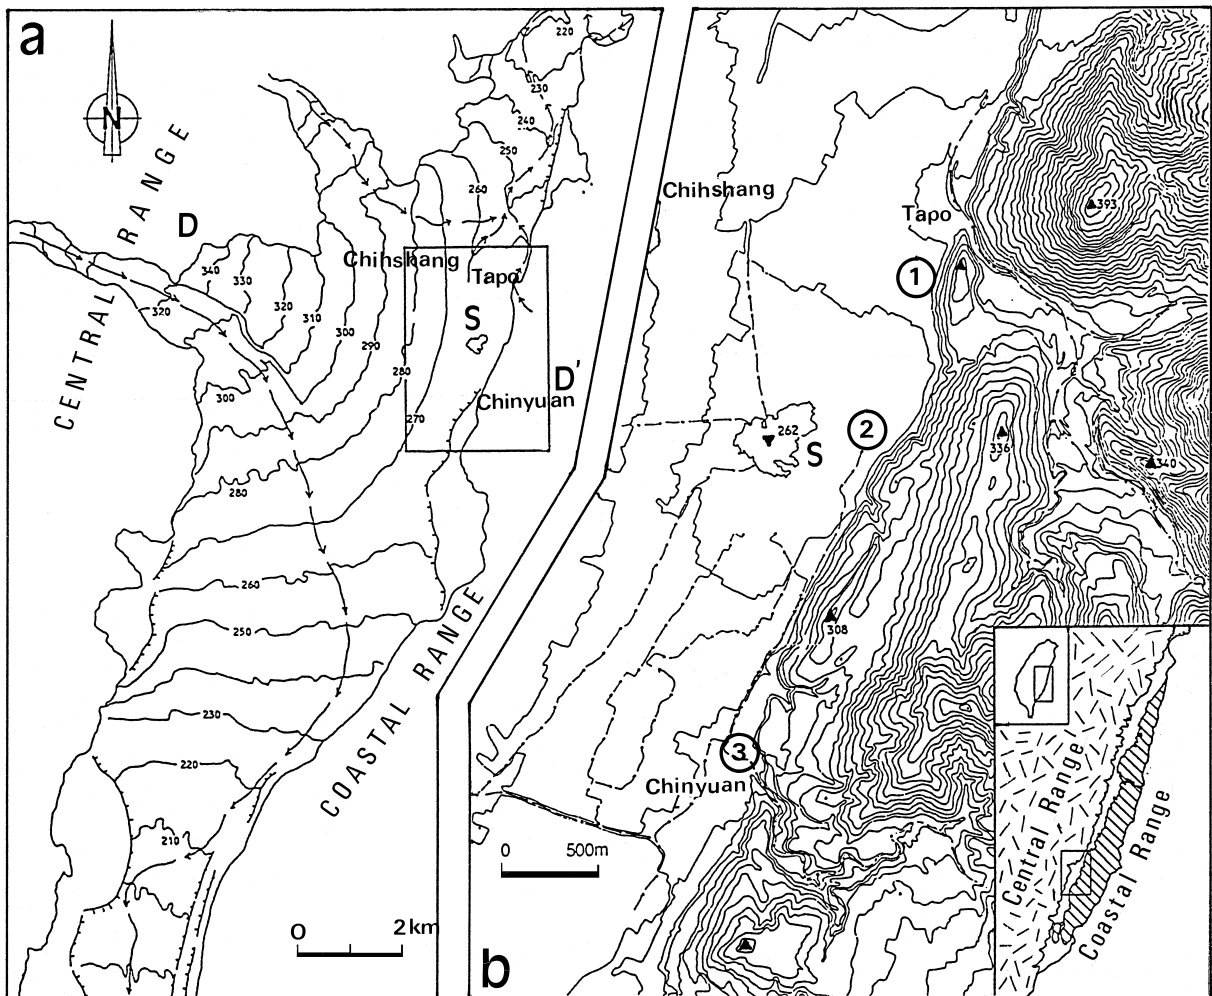 a
N
CENTRAL RANGE
D
220
230
240
250
260
340
330
320
310
300
290
280
270
320
300
280
260
250
230
220
210
Chihshang
Tapo
S
D'
Chinyuan
COASTAL RANGE
0 2km
Chihshang
Tapo
393
1
2
262
S
336
340
308
3
Chinyuan
0 500m
b
Central Range
Coastal Range